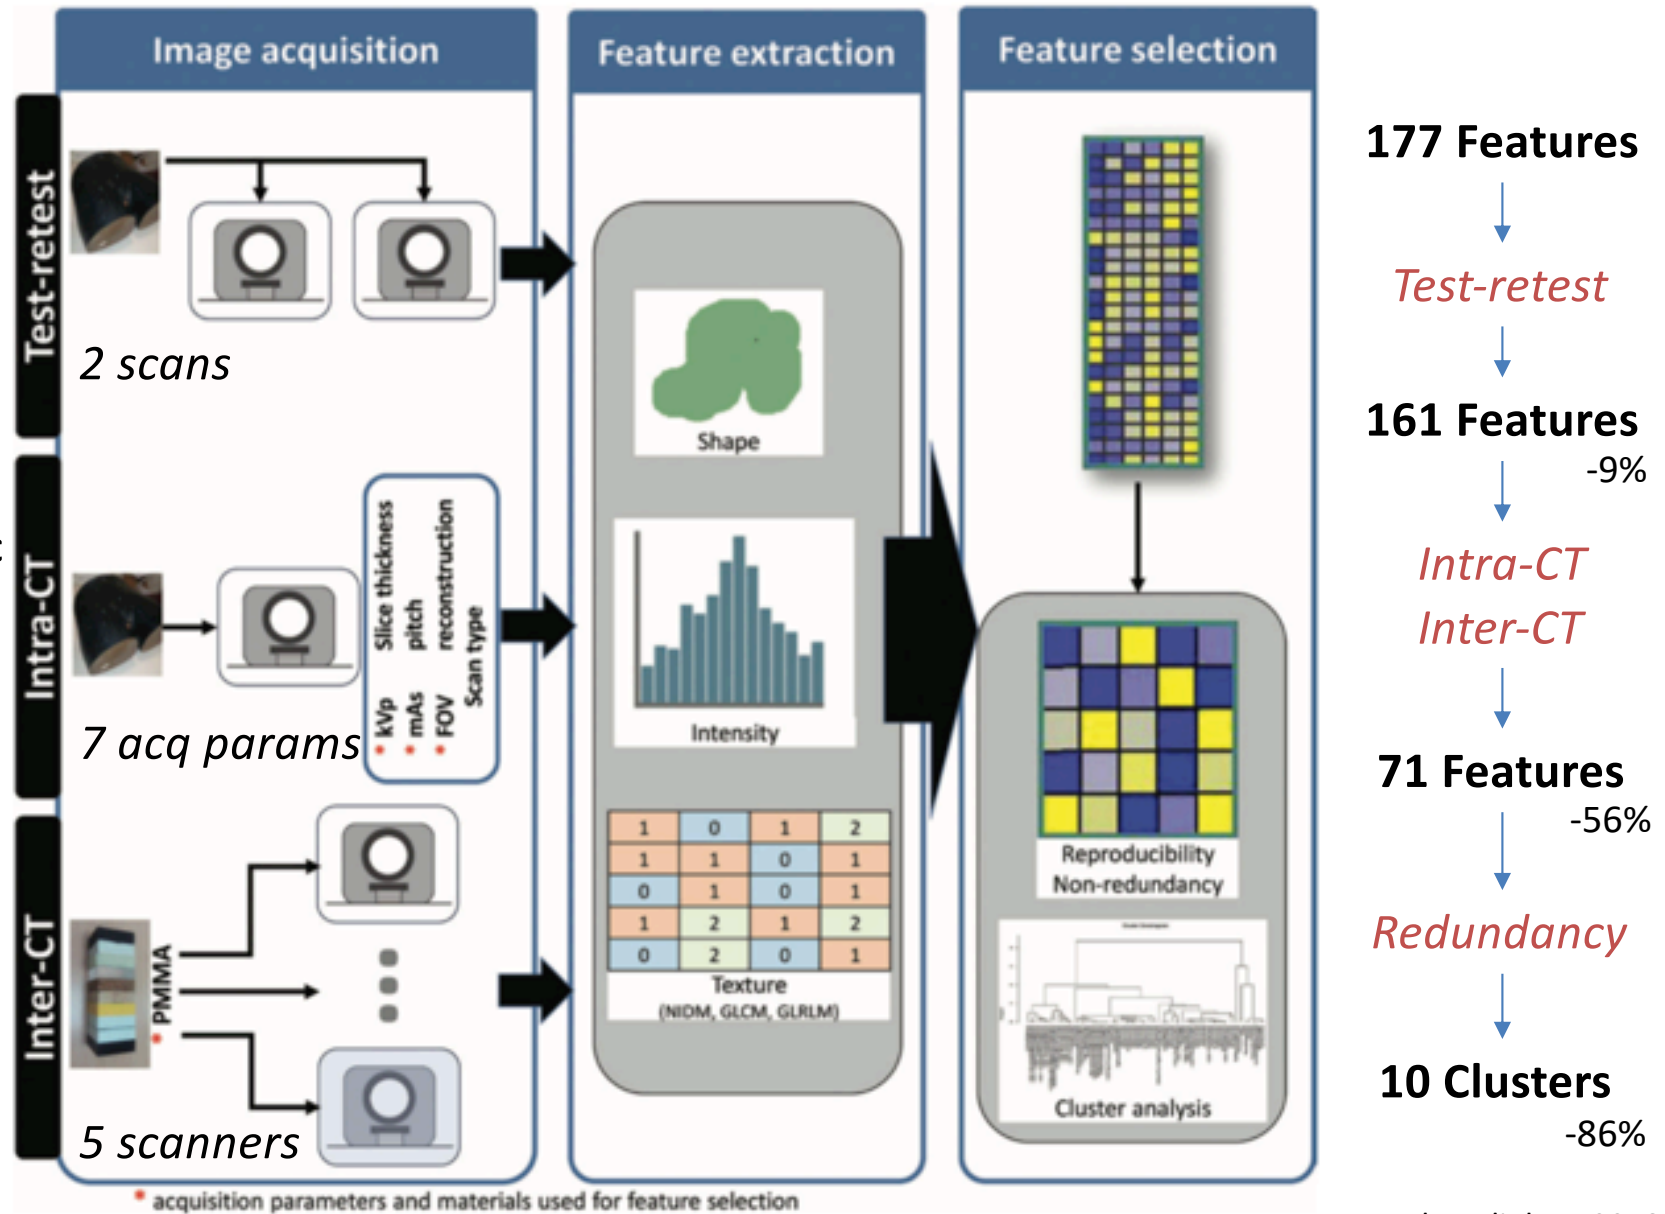 Image acquisition
Feature extraction
Feature selection
Test-retest
2 scans
Intra-CT
7 acq params
• kVp Slice thickness
• mAs pitch
• FOV reconstruction
Scan type
Inter-CT
• PMMA
5 scanners
Shape
Intensity
1 0 1 2
1 1 0 1
0 1 0 1
1 2 1 2
0 2 0 1
Texture
(NIDM, GLCM, GLRLM)
Reproducibility
Non-redundancy
Cluster analysis
177 Features
Test-retest
161 Features
-9%
Intra-CT
Inter-CT
71 Features
-56%
Redundancy
10 Clusters
-86%
* acquisition parameters and materials used for feature selection